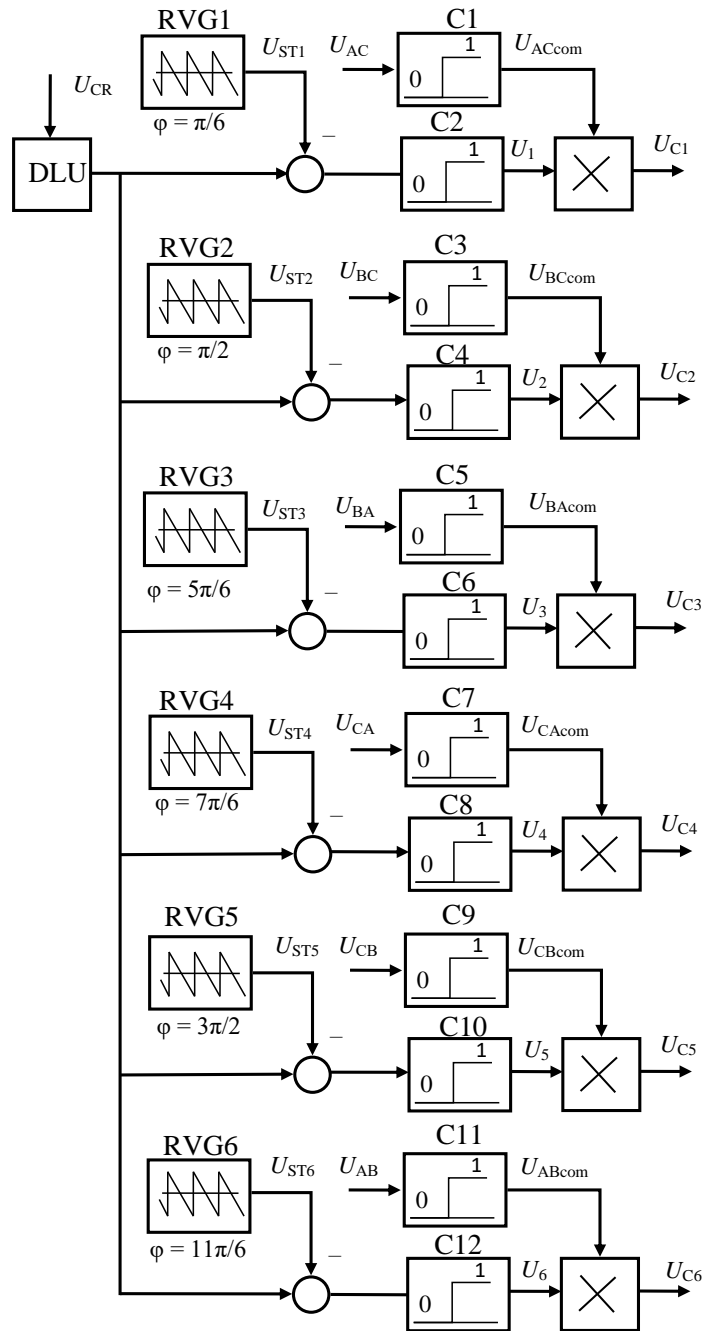 RVG1
C1
U_ST1
U_AC
1
U_ACcom
0
U_CR
φ = π/6
C2
–
1
U_1
U_C1
DLU
0
RVG2
C3
U_ST2
U_BC
1
U_BCcom
0
φ = π/2
C4
–
1
U_2
U_C2
0
RVG3
C5
U_ST3
U_BA
1
U_BAcom
0
φ = 5π/6
C6
–
1
U_3
U_C3
0
RVG4
C7
U_ST4
U_CA
1
U_CAcom
0
φ = 7π/6
C8
–
1
U_4
U_C4
0
RVG5
C9
U_ST5
U_CB
1
U_CBcom
0
φ = 3π/2
C10
–
1
U_5
U_C5
0
RVG6
C11
U_ST6
U_AB
1
U_ABcom
0
φ = 11π/6
C12
–
1
U_6
U_C6
0